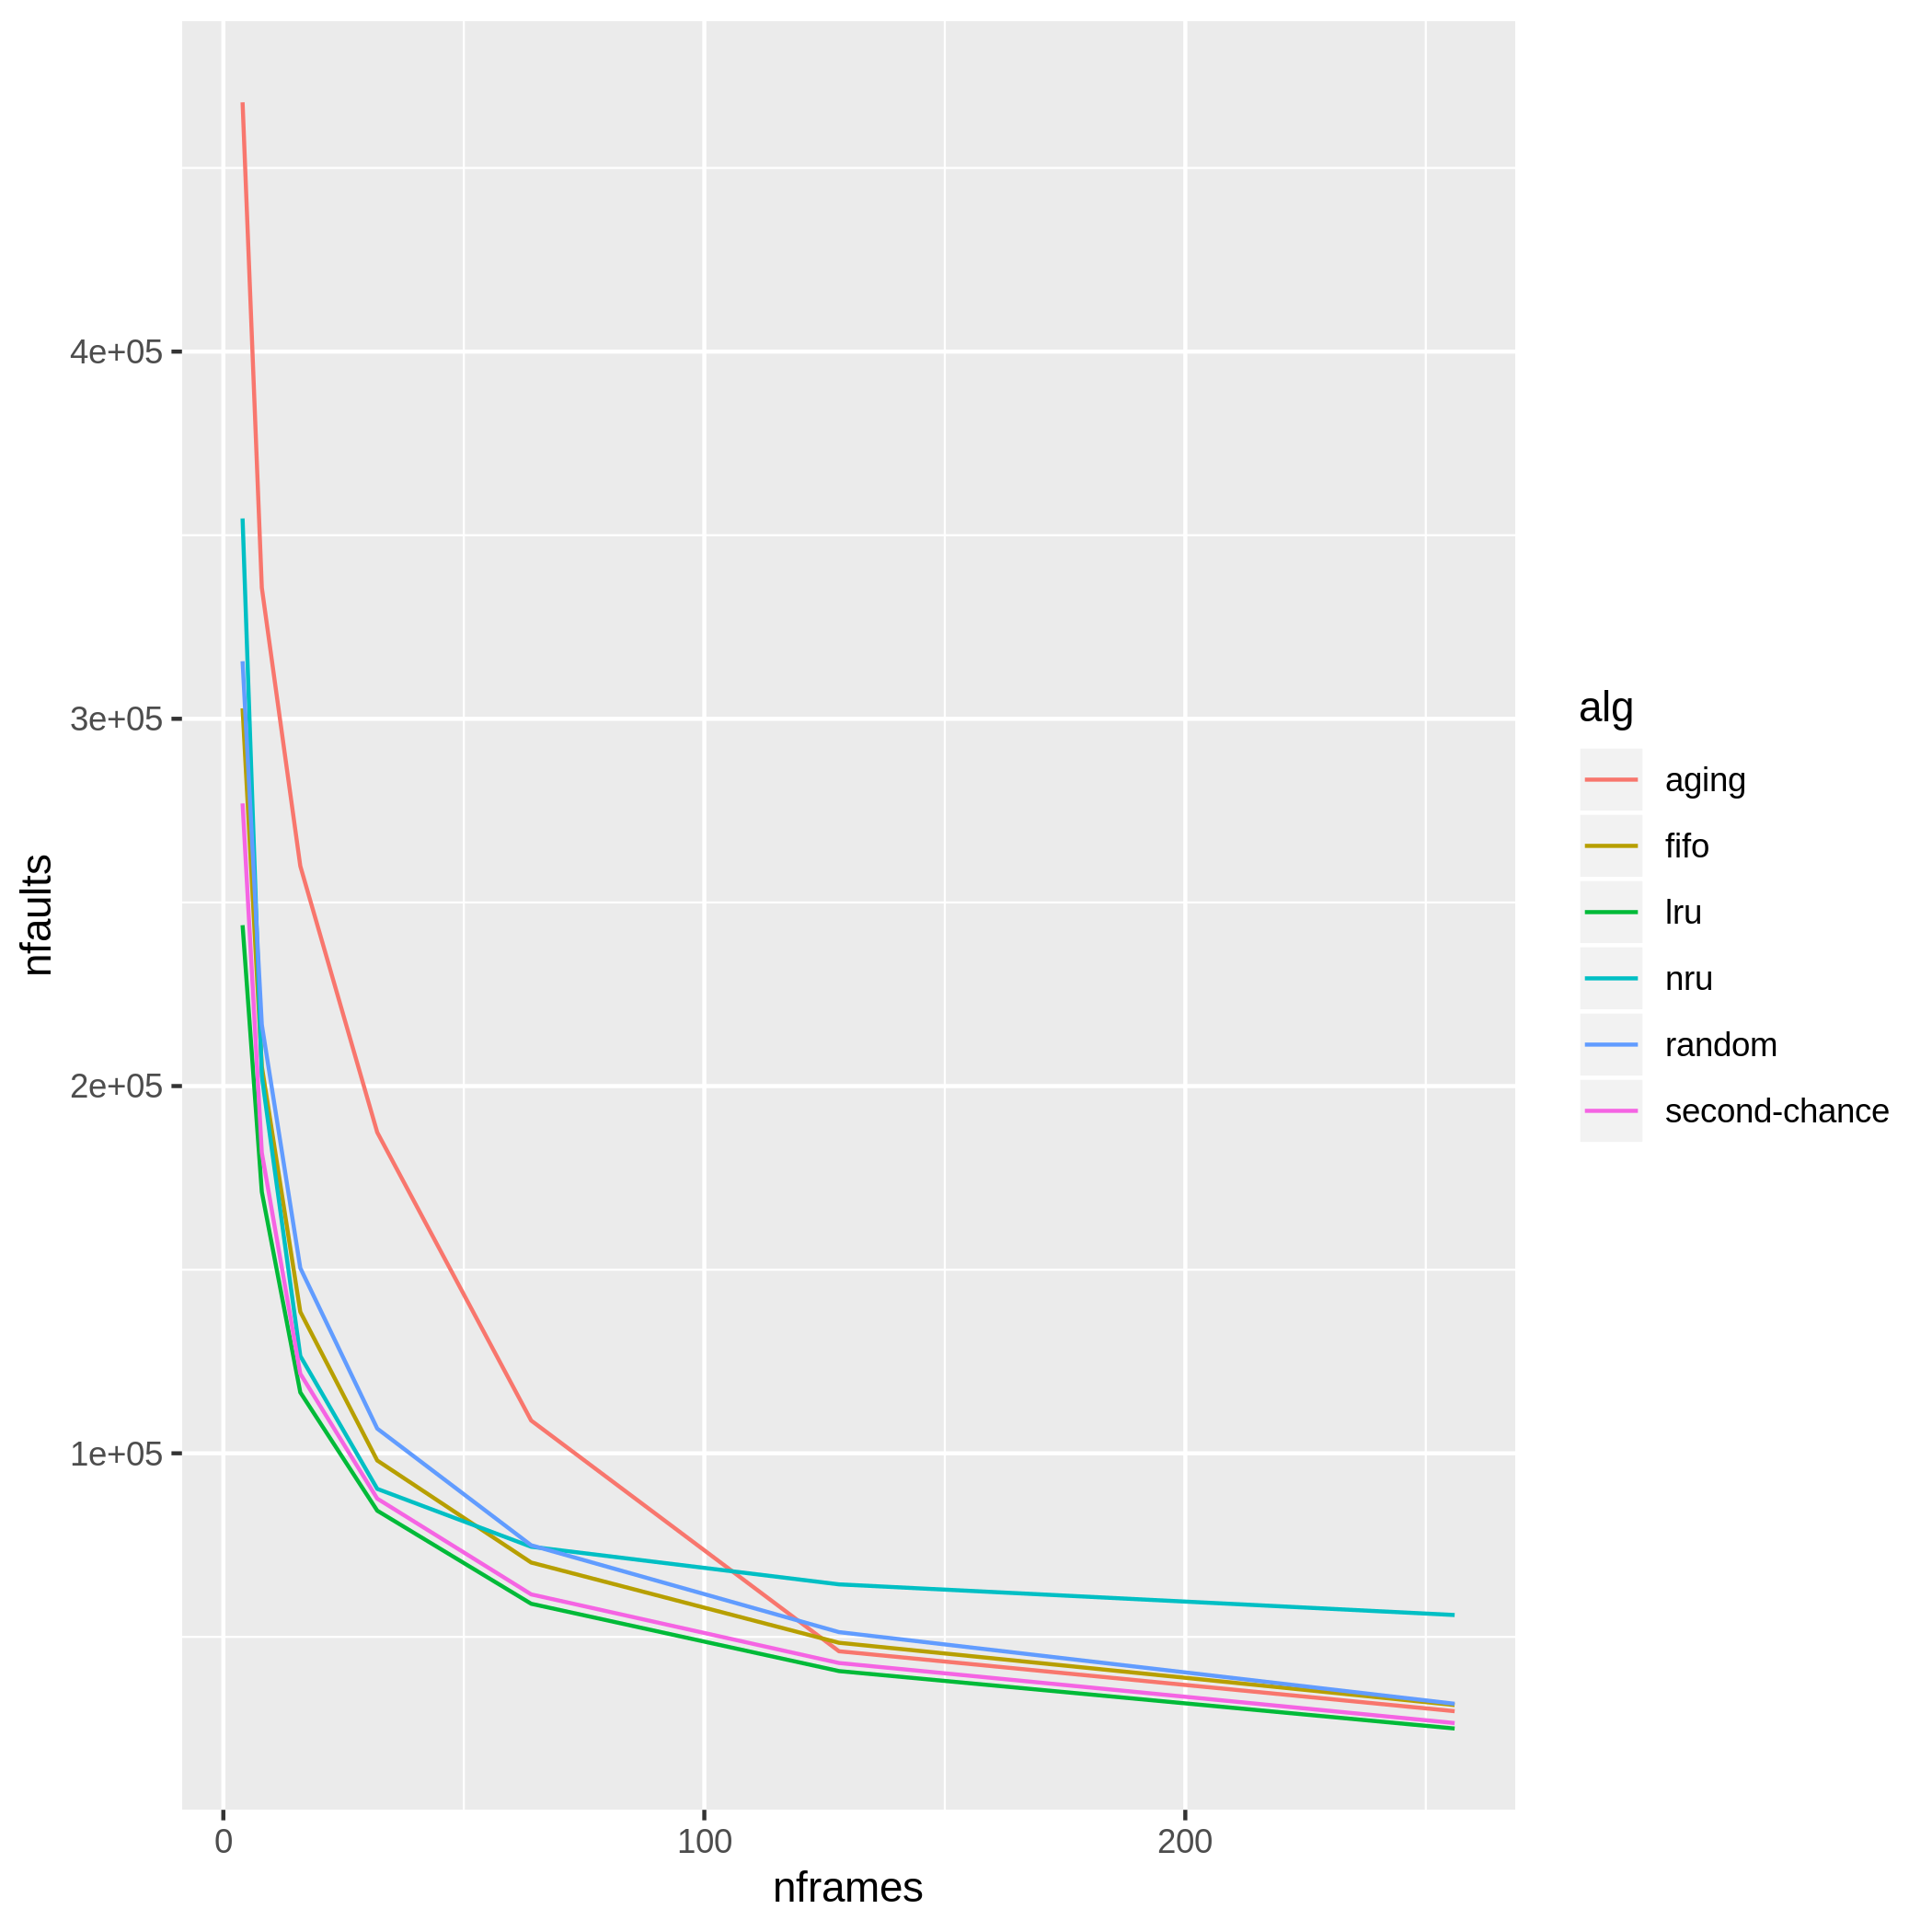 4e+05
3e+05
2e+05
1e+05
nfaults
0 100 200
nframes
alg
aging
fifo
lru
nru
random
second-chance